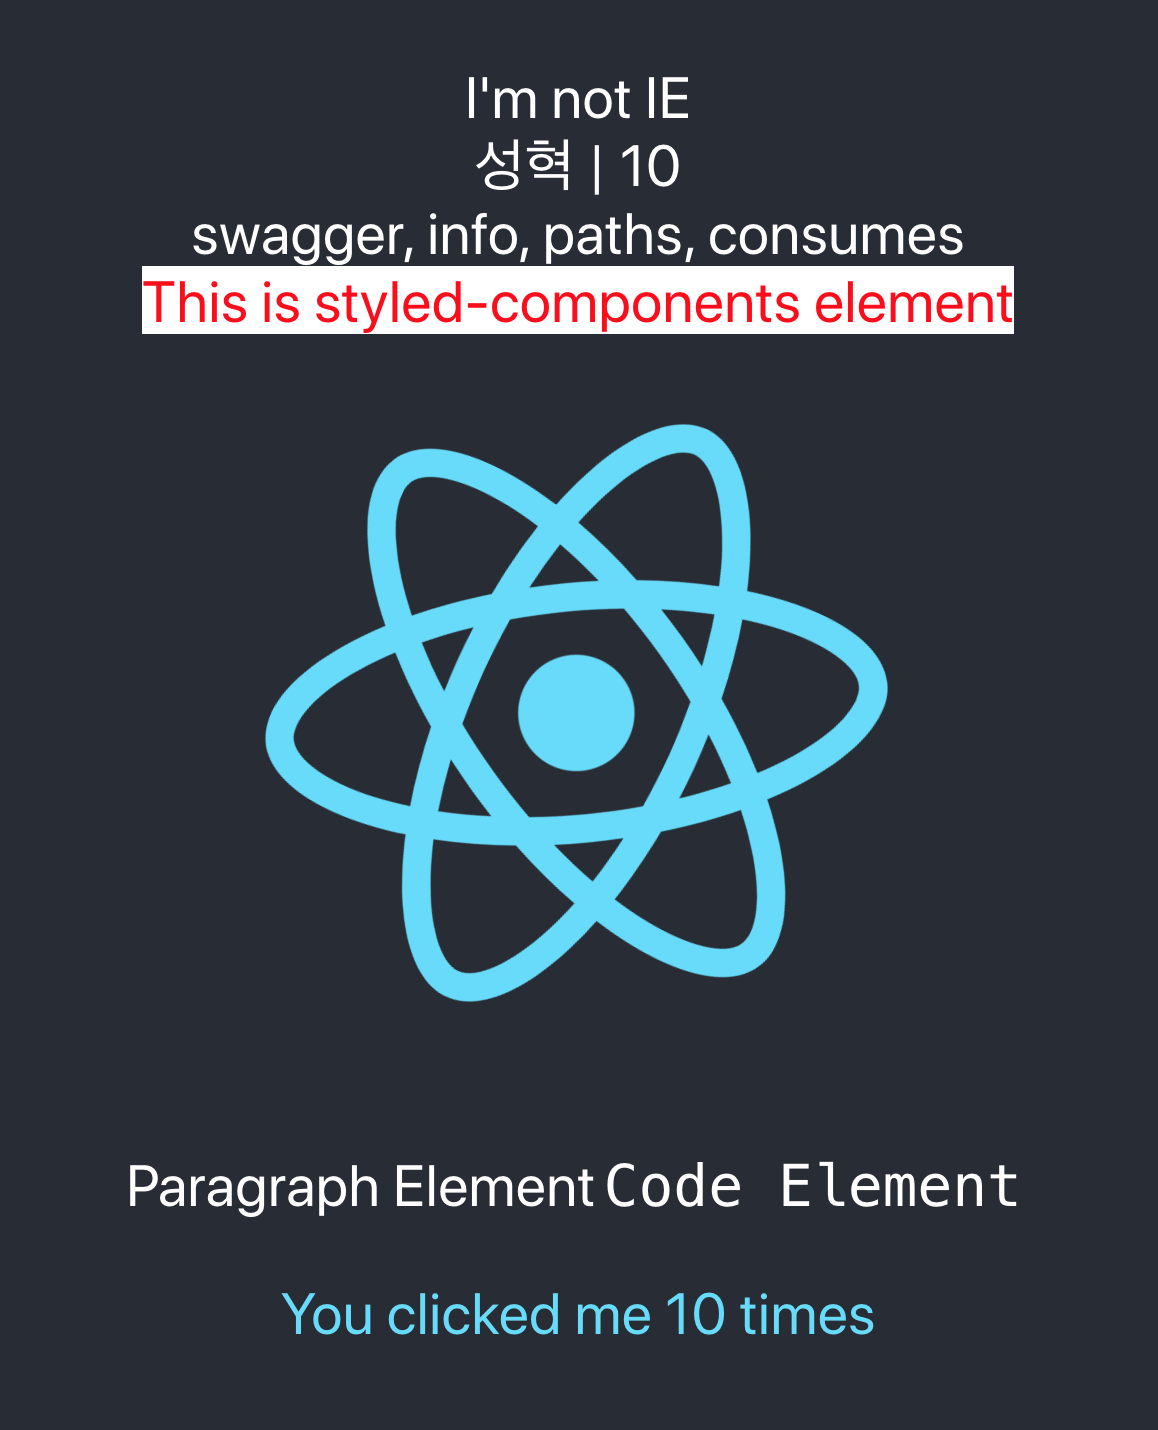 I'm not IE
성혁 | 10
swagger, info, paths, consumes
This is styled-components element
Paragraph Element Code Element
You clicked me 10 times